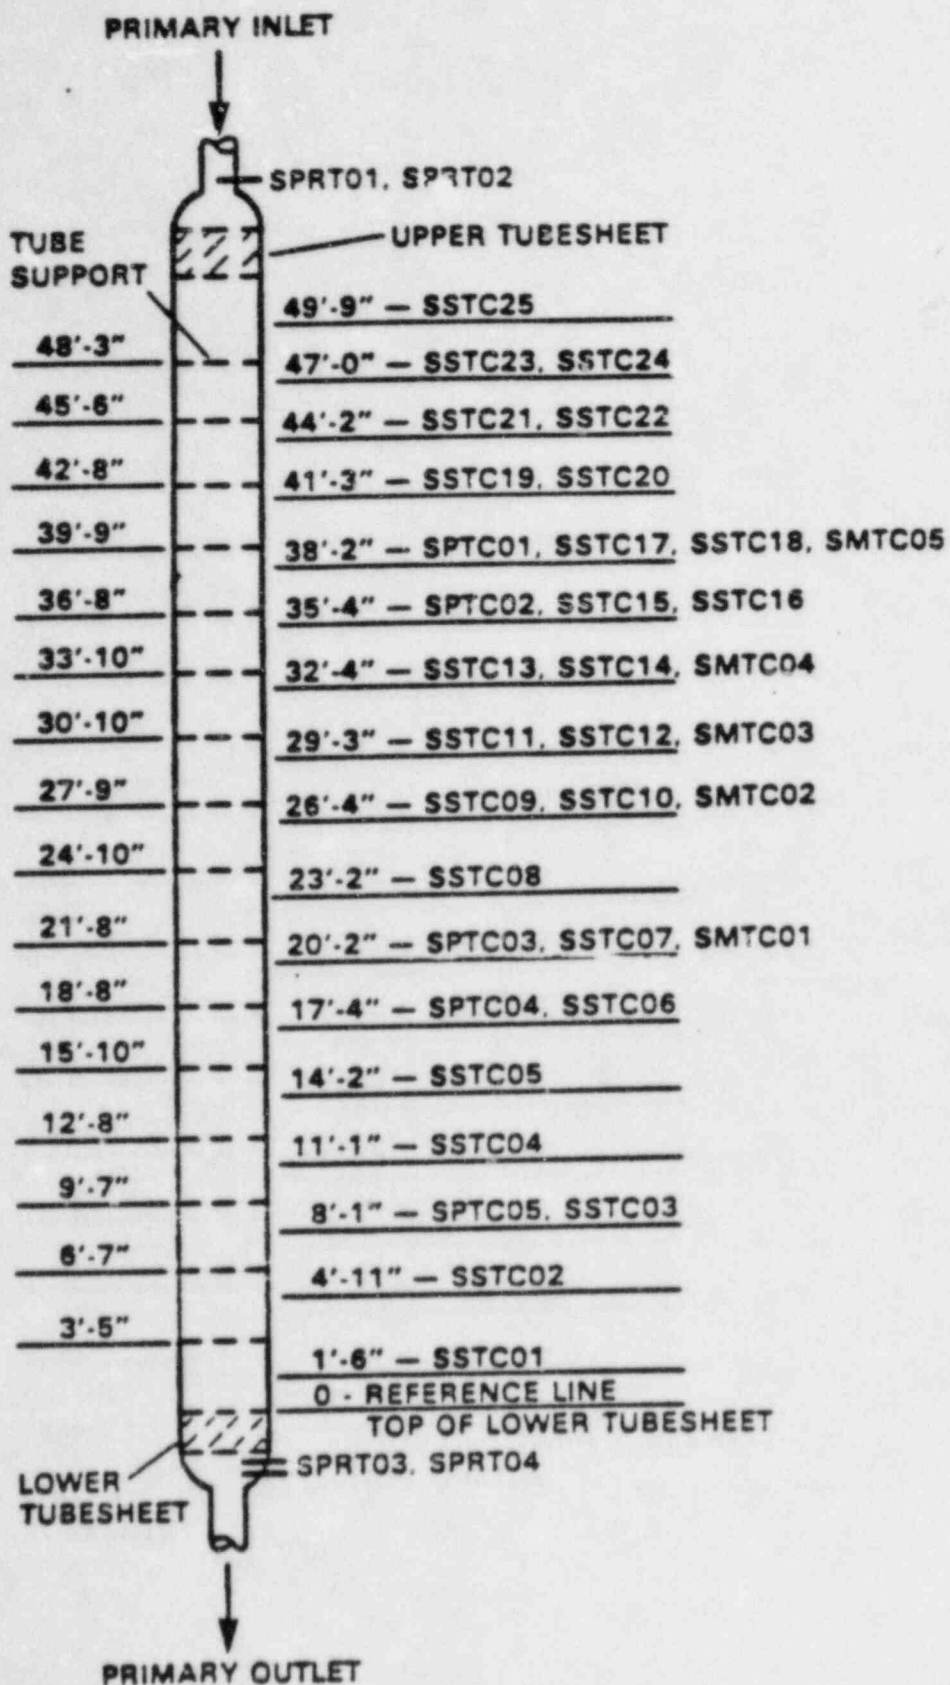 PRIMARY INLET
SPRT01, SPRT02
UPPER TUBESHEET
TUBE
SUPPORT
49'-9" — SSTC25
48'-3"
47'-0" — SSTC23, SSTC24
45'-6"
44'-2" — SSTC21, SSTC22
42'-8"
41'-3" — SSTC19, SSTC20
39'-9"
38'-2" — SPTC01, SSTC17, SSTC18, SMTC05
36'-8"
35'-4" — SPTC02, SSTC15, SSTC16
33'-10"
32'-4" — SSTC13, SSTC14, SMTC04
30'-10"
29'-3" — SSTC11, SSTC12, SMTC03
27'-9"
26'-4" — SSTC09, SSTC10, SMTC02
24'-10"
23'-2" — SSTC08
21'-8"
20'-2" — SPTC03, SSTC07, SMTC01
18'-8"
17'-4" — SPTC04, SSTC06
15'-10"
14'-2" — SSTC05
12'-8"
11'-1" — SSTC04
9'-7"
8'-1" — SPTC05, SSTC03
6'-7"
4'-11" — SSTC02
3'-5"
1'-6" — SSTC01
0 - REFERENCE LINE
TOP OF LOWER TUBESHEET
SPRT03, SPRT04
LOWER
TUBESHEET
PRIMARY OUTLET